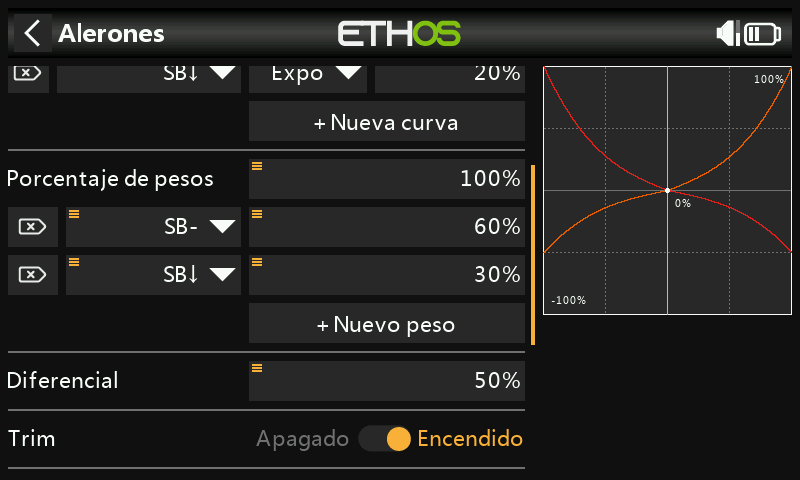 Alerones
ETHOS
SB↓ Expo 20%
+ Nueva curva
Porcentaje de pesos 100%
SB- 60%
SB↓ 30%
+ Nuevo peso
Diferencial 50%
Trim Apagado Encendido
100%
0%
-100%